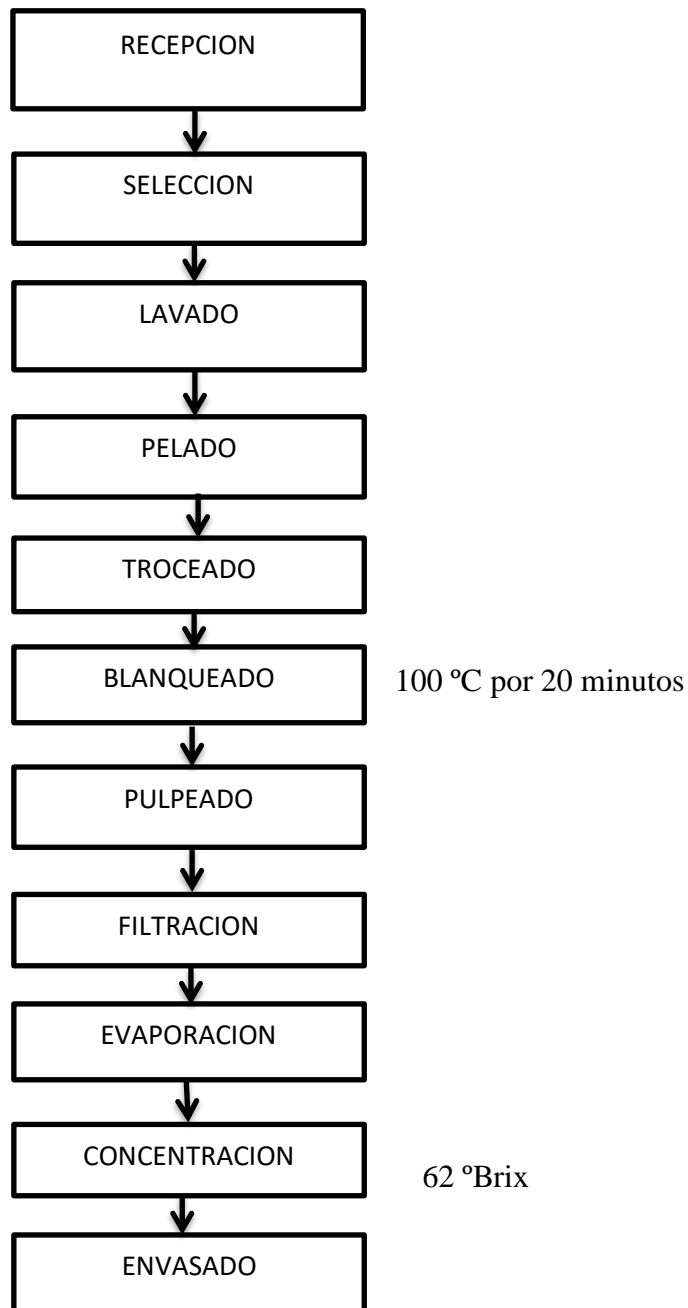 RECEPCION
SELECCION
LAVADO
PELADO
TROCEADO
BLANQUEADO
100 ºC por 20 minutos
PULPEADO
FILTRACION
EVAPORACION
CONCENTRACION
62 ºBrix
ENVASADO